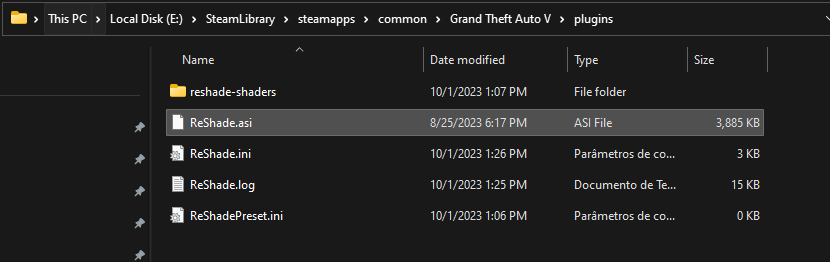 This PC > Local Disk (E:) > SteamLibrary > steamapps > common > Grand Theft Auto V > plugins
Name Date modified Type Size
reshade-shaders 10/1/2023 1:07 PM File folder
ReShade.asi 8/25/2023 6:17 PM ASI File 3,885 KB
ReShade.ini 10/1/2023 1:26 PM Parâmetros de co... 3 KB
ReShade.log 10/1/2023 1:25 PM Documento de Te... 15 KB
ReShadePreset.ini 10/1/2023 1:06 PM Parâmetros de co... 0 KB